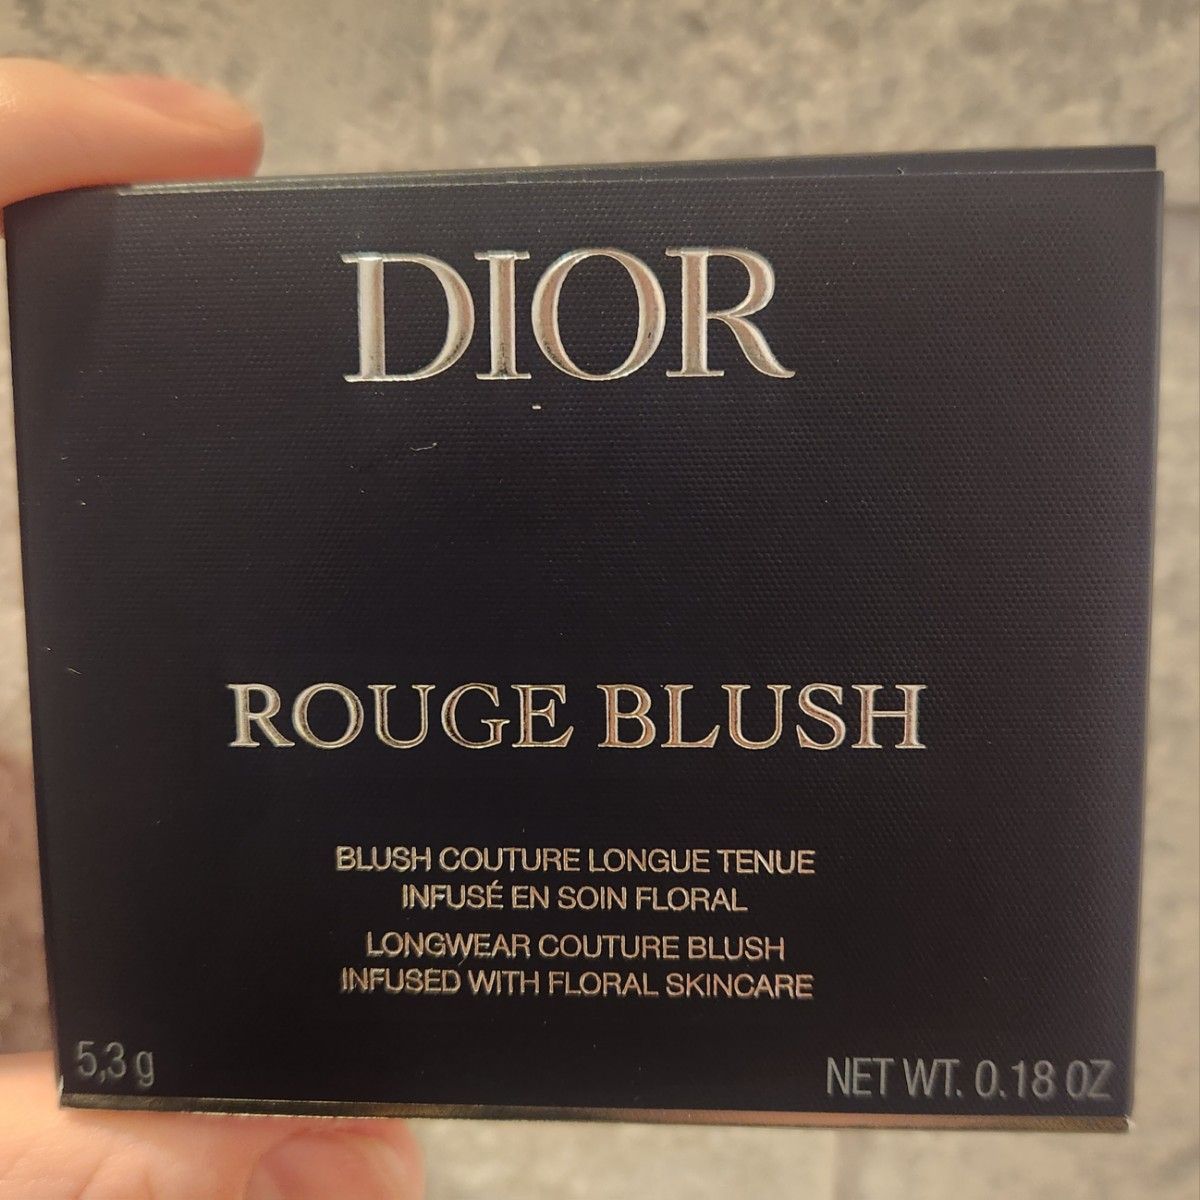 DIOR
ROUGE BLUSH
BLUSH COUTURE LONGUE TENUE
INFUSÉ EN SOIN FLORAL
LONGWEAR COUTURE BLUSH
INFUSED WITH FLORAL SKINCARE
5,3 g
NET WT. 0.18 OZ